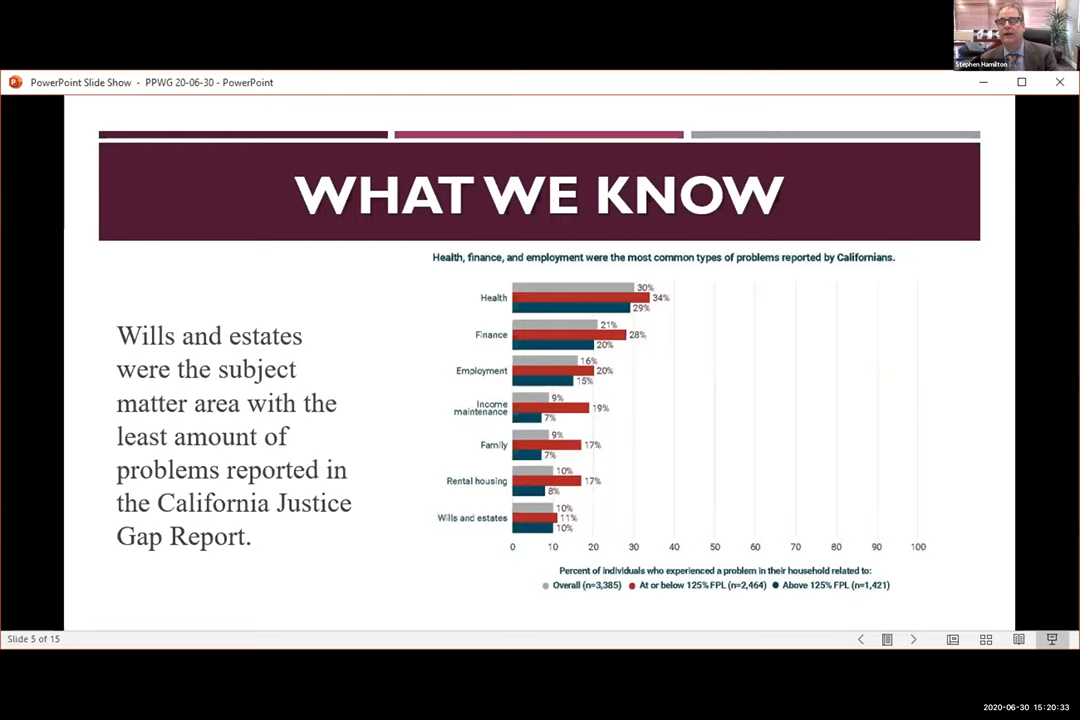 Stephen Hamilton
PowerPoint Slide Show - PPWG 20-06-30 - PowerPoint
WHAT WE KNOW
Wills and estates
were the subject
matter area with the
least amount of
problems reported in
the California Justice
Gap Report.
Health, finance, and employment were the most common types of problems reported by Californians.
Health
30%
34%
29%
Finance
21%
28%
20%
Employment
16%
20%
15%
Income
maintenance
9%
19%
7%
Family
9%
17%
7%
Rental housing
10%
17%
8%
Wills and estates
10%
11%
10%
0 10 20 30 40 50 60 70 80 90 100
Percent of individuals who experienced a problem in their household related to:
Overall (n=3,385) At or below 125% FPL (n=2,464) Above 125% FPL (n=1,421)
Slide 5 of 15
2020-06-30 15:20:33